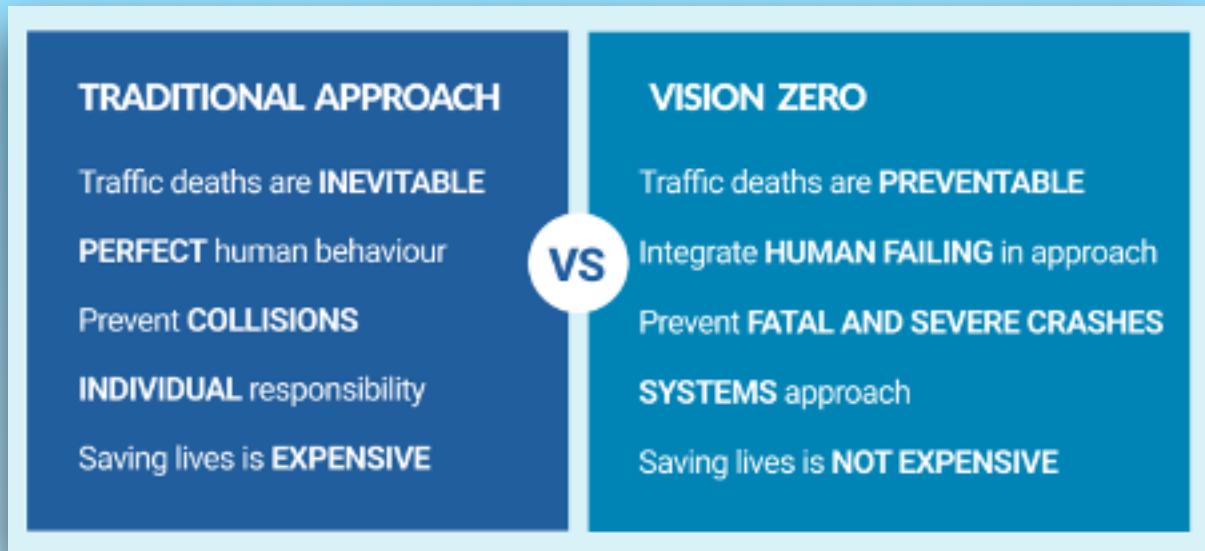 TRADITIONAL APPROACH
Traffic deaths are INEVITABLE
PERFECT human behaviour
Prevent COLLISIONS
INDIVIDUAL responsibility
Saving lives is EXPENSIVE
VS
VISION ZERO
Traffic deaths are PREVENTABLE
Integrate HUMAN FAILING in approach
Prevent FATAL AND SEVERE CRASHES
SYSTEMS approach
Saving lives is NOT EXPENSIVE